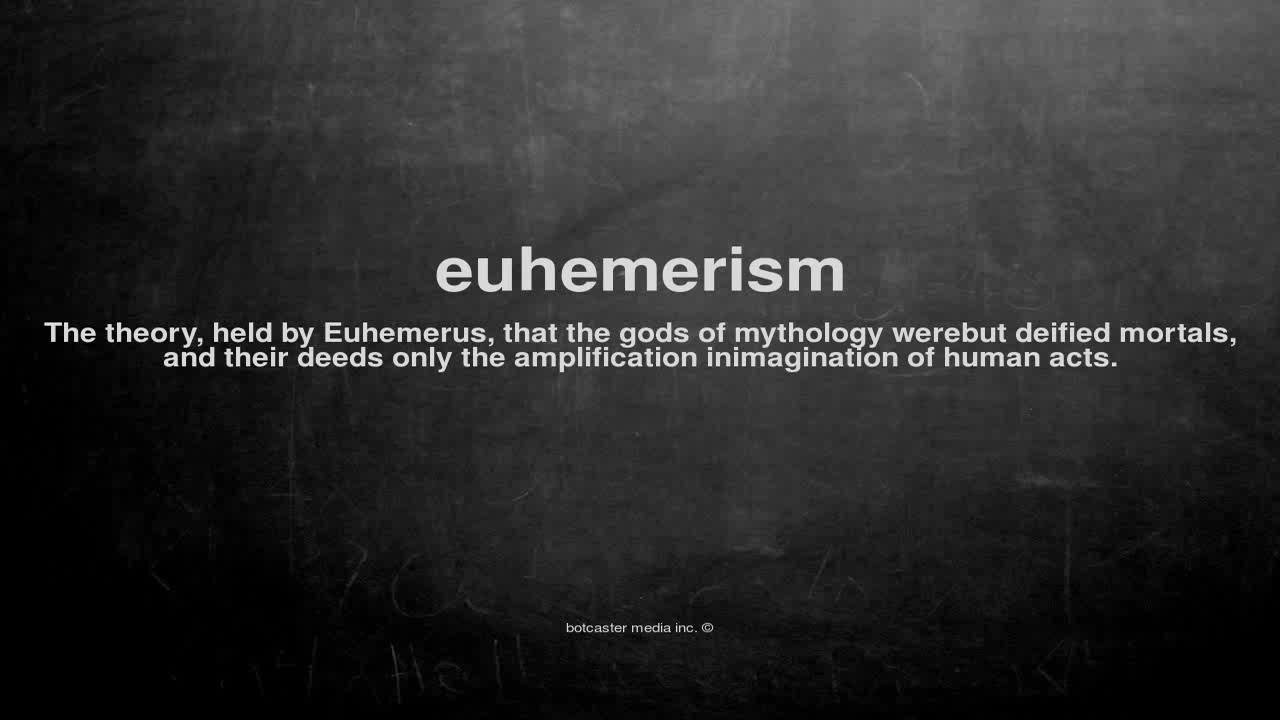 euhemerism
The theory, held by Euhemerus, that the gods of mythology werebut deified mortals,
and their deeds only the amplification inimagination of human acts.
botcaster media inc. ©